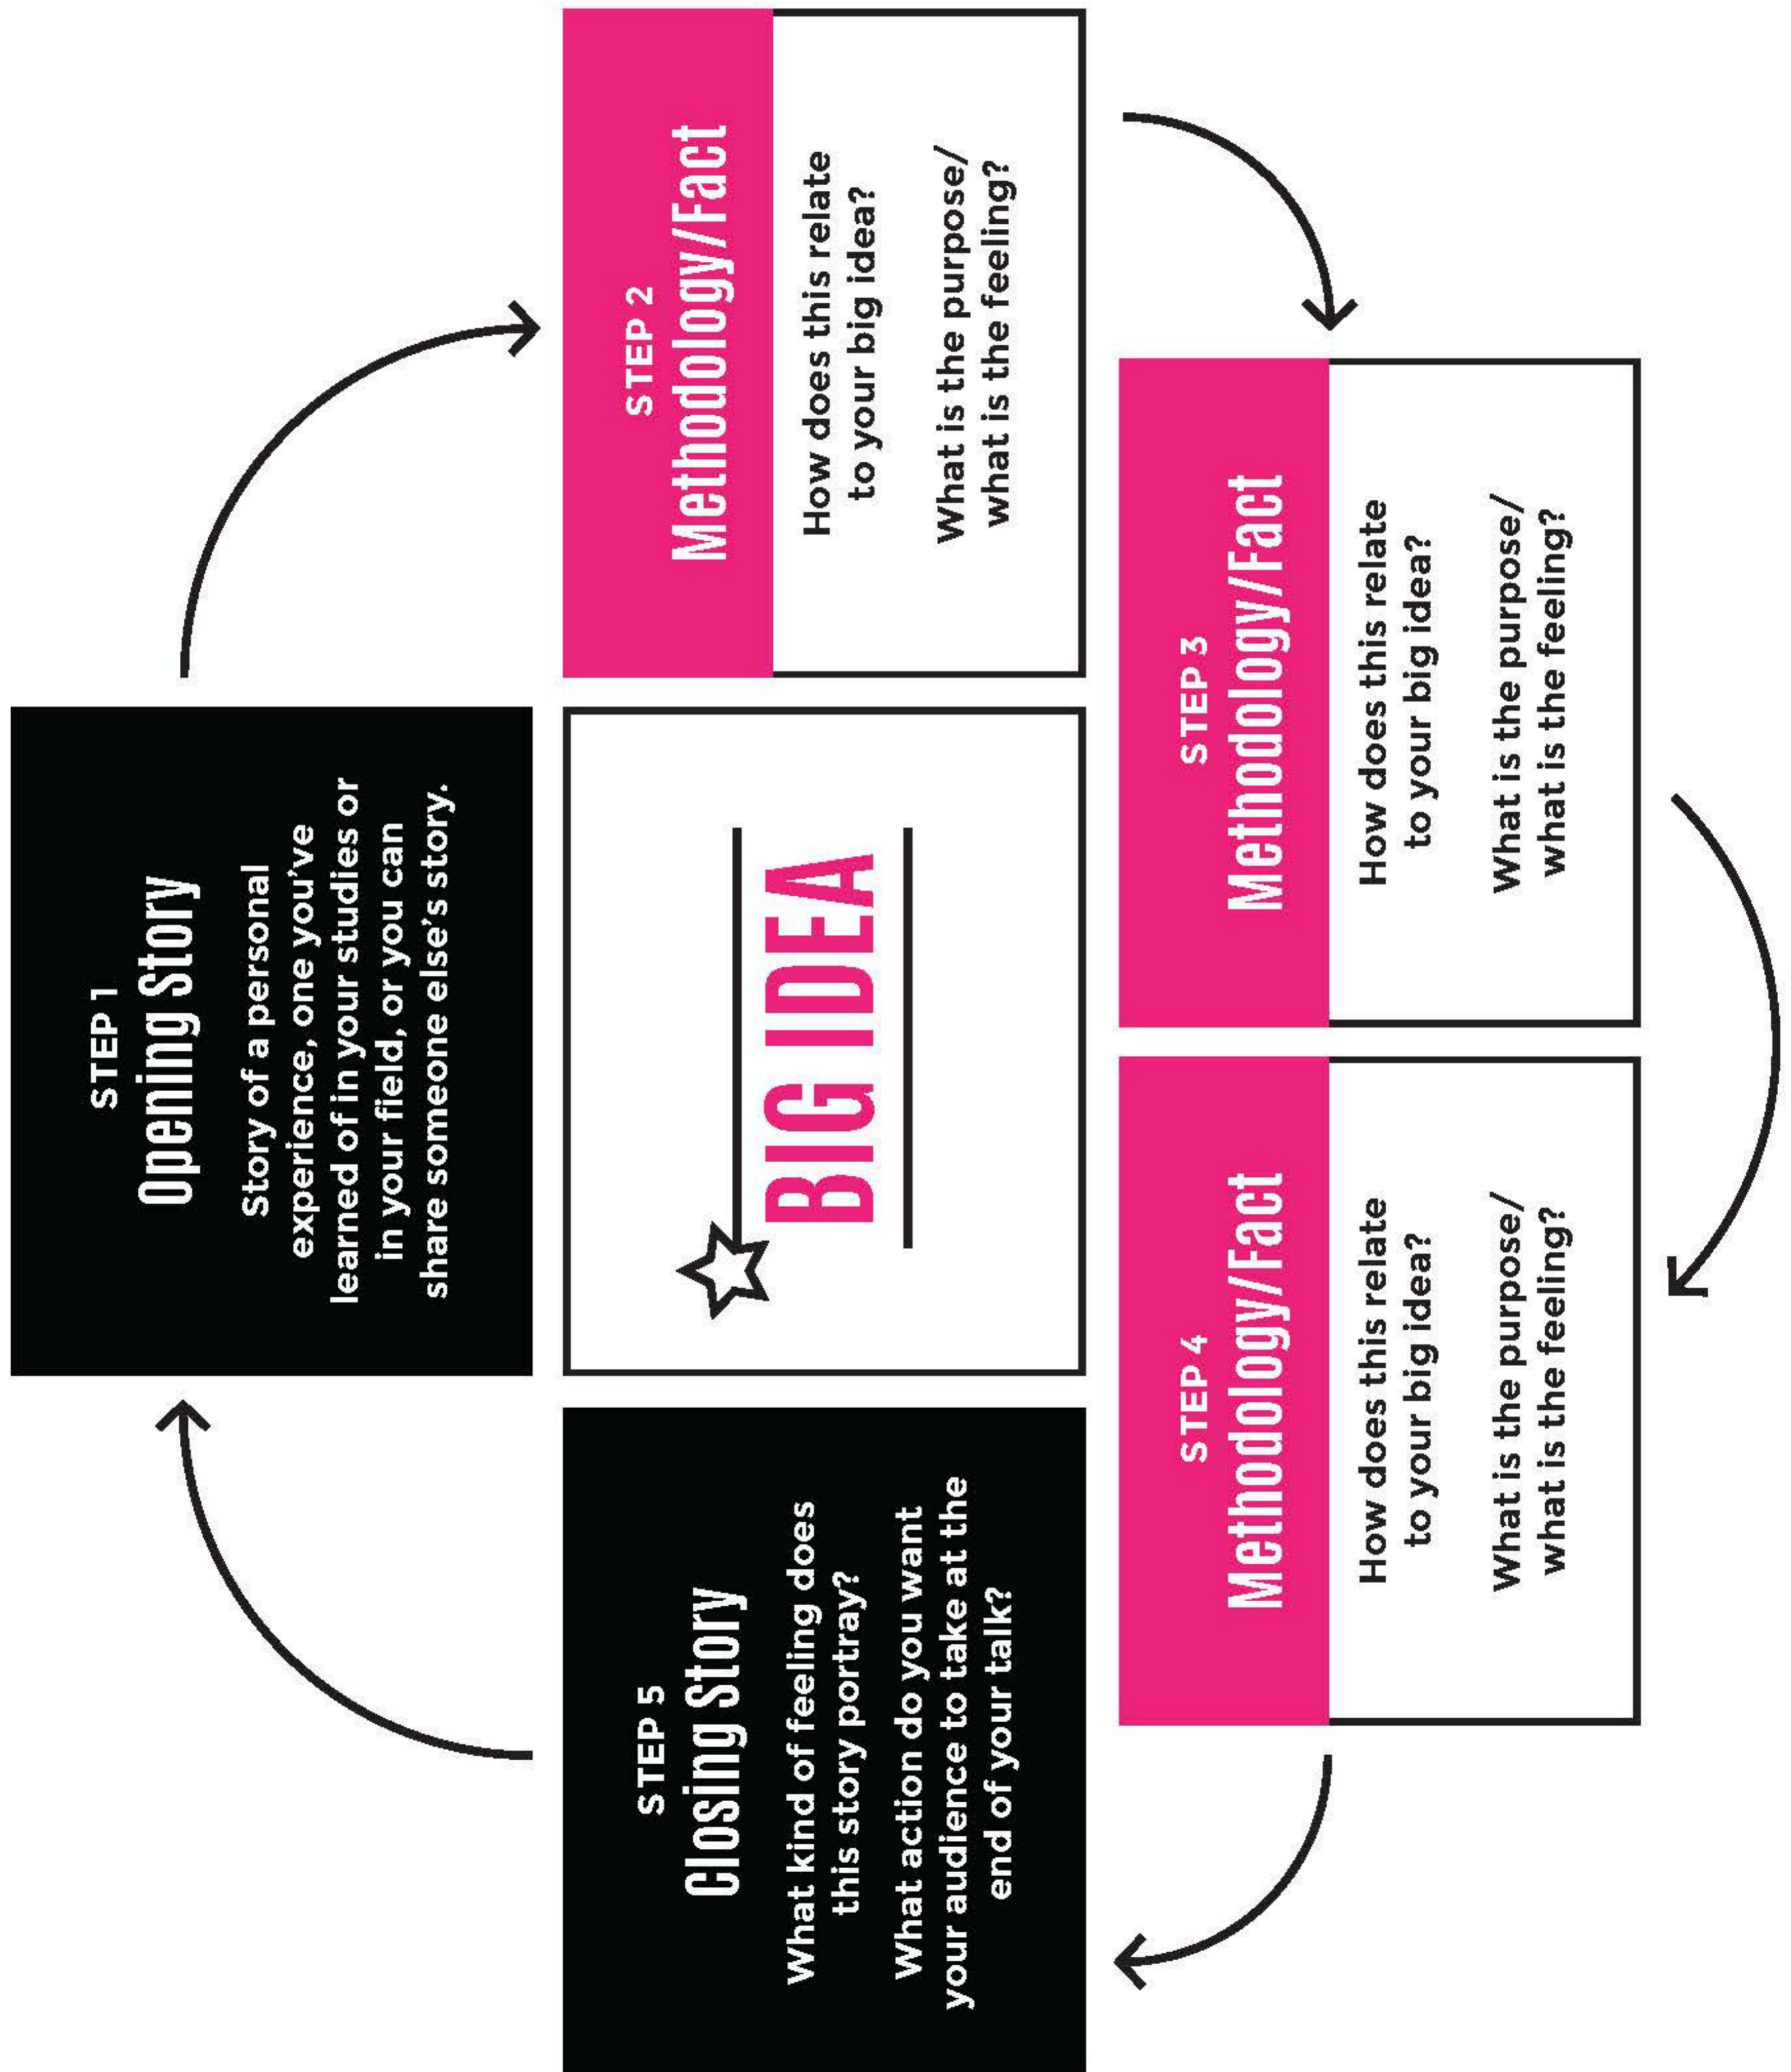 STEP 1
Opening Story
Story of a personal
experience, one you've
learned of in your studies or
in your field, or you can
share someone else's story.
STEP 2
Methodology/Fact
How does this relate
to your big idea?
What is the purpose/
what is the feeling?
STEP 3
Methodology/Fact
How does this relate
to your big idea?
What is the purpose/
what is the feeling?
STEP 4
Methodology/Fact
How does this relate
to your big idea?
What is the purpose/
what is the feeling?
STEP 5
Closing Story
What kind of feeling does
this story portray?
What action do you want
your audience to take at the
end of your talk?
BIG IDEA